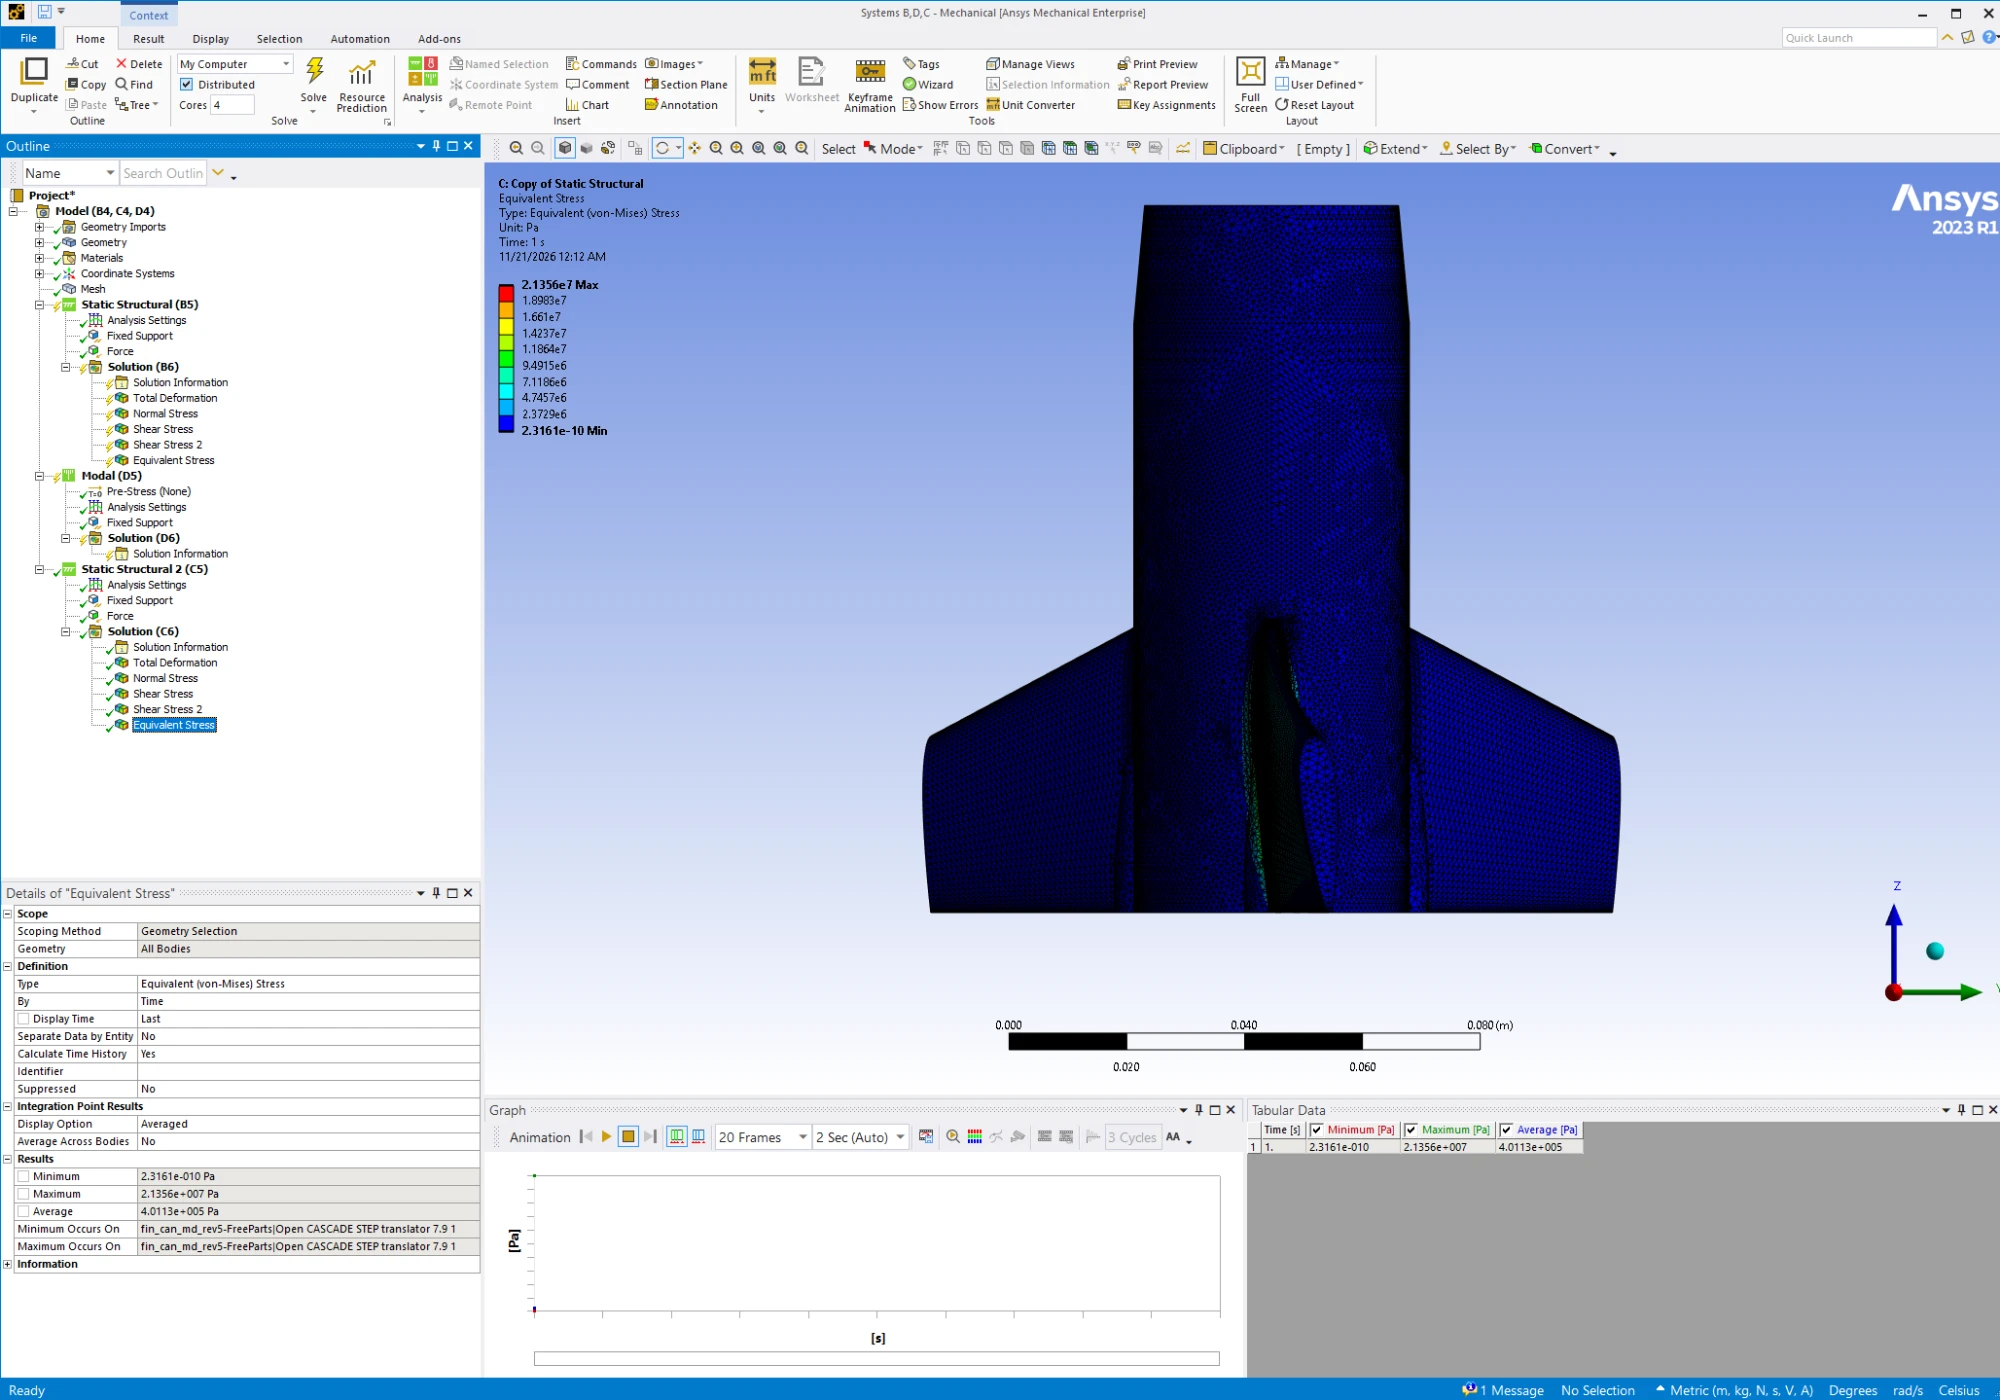 Context
Systems B,D,C - Mechanical [Ansys Mechanical Enterprise]
File Home Result Display Selection Automation Add-ons
Quick Launch
Duplicate
Cut
Copy
Paste
Delete
Find
Tree
Outline
My Computer
Distributed
Cores 4
Solve
Resource Prediction
Solve
Analysis
Named Selection
Coordinate System
Remote Point
Commands
Comment
Chart
Images
Section Plane
Annotation
Insert
Units
Worksheet
Keyframe Animation
Tags
Wizard
Show Errors
Manage Views
Selection Information
Unit Converter
Print Preview
Report Preview
Key Assignments
Tools
Full Screen
Manage
User Defined
Reset Layout
Layout
Outline
Name Search Outlin
Project*
Model (B4, C4, D4)
Geometry Imports
Geometry
Materials
Coordinate Systems
Mesh
Static Structural (B5)
Analysis Settings
Fixed Support
Force
Solution (B6)
Solution Information
Total Deformation
Normal Stress
Shear Stress
Shear Stress 2
Equivalent Stress
Modal (D5)
Pre-Stress (None)
Analysis Settings
Fixed Support
Solution (D6)
Solution Information
Static Structural 2 (C5)
Analysis Settings
Fixed Support
Force
Solution (C6)
Solution Information
Total Deformation
Normal Stress
Shear Stress
Shear Stress 2
Equivalent Stress
Select Mode Clipboard [ Empty ] Extend Select By Convert
C: Copy of Static Structural
Equivalent Stress
Type: Equivalent (von-Mises) Stress
Unit: Pa
Time: 1 s
11/21/2026 12:12 AM
2.1356e7 Max
1.8983e7
1.661e7
1.4237e7
1.1864e7
9.4915e6
7.1186e6
4.7457e6
2.3729e6
2.3161e-10 Min
Ansys
2023 R1
Z
Y
0.000 0.040 0.080 (m)
0.020 0.060
Details of "Equivalent Stress"
Scope
Scoping Method Geometry Selection
Geometry All Bodies
Definition
Type Equivalent (von-Mises) Stress
By Time
Display Time Last
Separate Data by Entity No
Calculate Time History Yes
Identifier
Suppressed No
Integration Point Results
Display Option Averaged
Average Across Bodies No
Results
Minimum 2.3161e-010 Pa
Maximum 2.1356e+007 Pa
Average 4.0113e+005 Pa
Minimum Occurs On fin_can_md_rev5-FreeParts|Open CASCADE STEP translator 7.9 1
Maximum Occurs On fin_can_md_rev5-FreeParts|Open CASCADE STEP translator 7.9 1
Information
Graph
Animation 20 Frames 2 Sec (Auto) 3 Cycles AA
[Pa]
[s]
Tabular Data
Time [s] Minimum [Pa] Maximum [Pa] Average [Pa]
1 1. 2.3161e-010 2.1356e+007 4.0113e+005
Ready
1 Message No Selection Metric (m, kg, N, s, V, A) Degrees rad/s Celsius